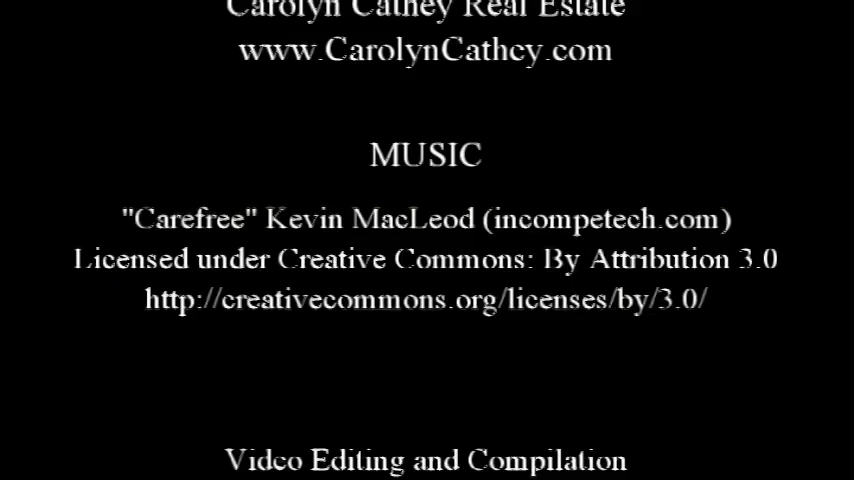 Carolyn Cathey Real Estate
www.CarolynCathey.com
MUSIC
"Carefree" Kevin MacLeod (incompetech.com)
Licensed under Creative Commons: By Attribution 3.0
http://creativecommons.org/licenses/by/3.0/
Video Editing and Compilation